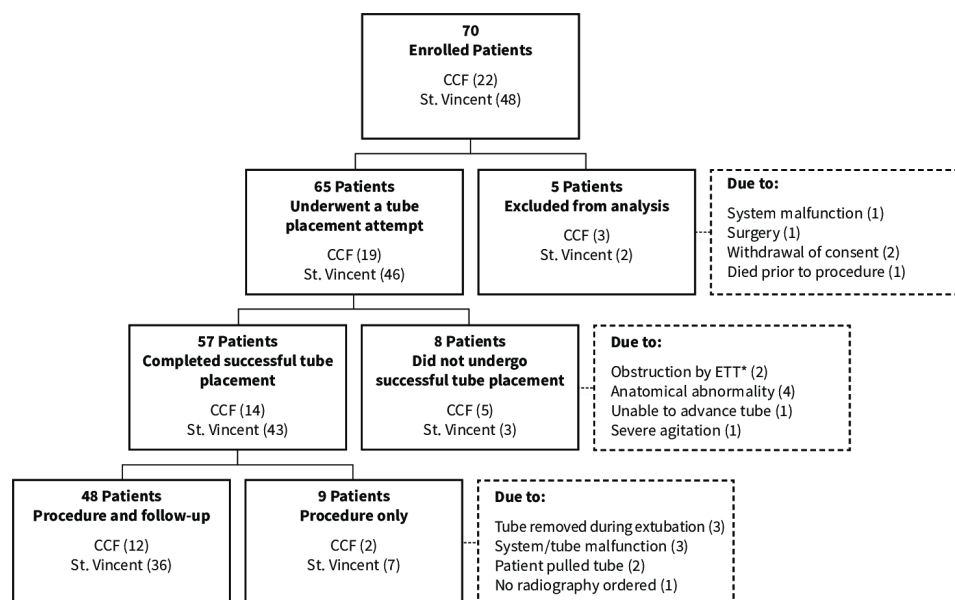 70
Enrolled Patients
CCF (22)
St. Vincent (48)
65 Patients
Underwent a tube
placement attempt
CCF (19)
St. Vincent (46)
5 Patients
Excluded from analysis
CCF (3)
St. Vincent (2)
Due to:
System malfunction (1)
Surgery (1)
Withdrawal of consent (2)
Died prior to procedure (1)
57 Patients
Completed successful tube
placement
CCF (14)
St. Vincent (43)
8 Patients
Did not undergo
successful tube placement
CCF (5)
St. Vincent (3)
Due to:
Obstruction by ETT* (2)
Anatomical abnormality (4)
Unable to advance tube (1)
Severe agitation (1)
48 Patients
Procedure and follow-up
CCF (12)
St. Vincent (36)
9 Patients
Procedure only
CCF (2)
St. Vincent (7)
Due to:
Tube removed during extubation (3)
System/tube malfunction (3)
Patient pulled tube (2)
No radiography ordered (1)